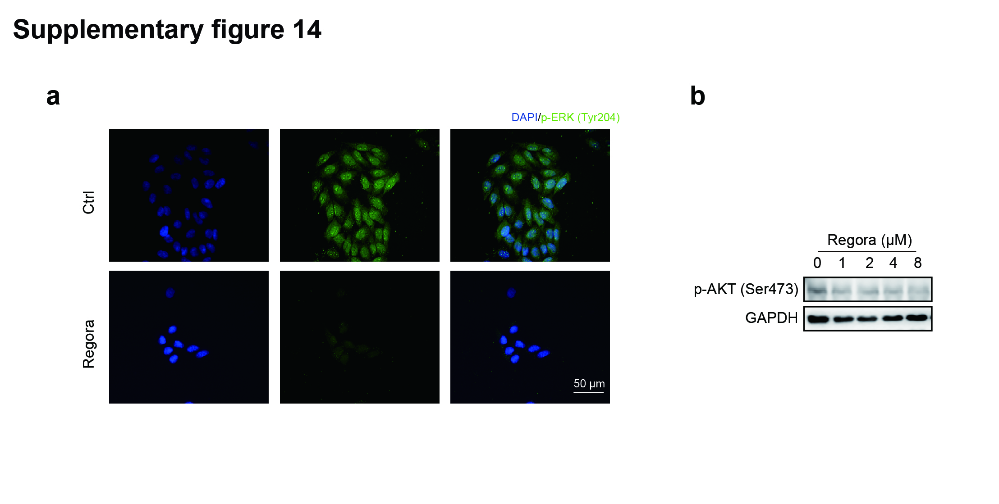 Supplementary figure 14
a
DAPI/p-ERK (Tyr204)
Ctrl
Regora
50 µm
b
Regora (µM)
0 1 2 4 8
p-AKT (Ser473)
GAPDH